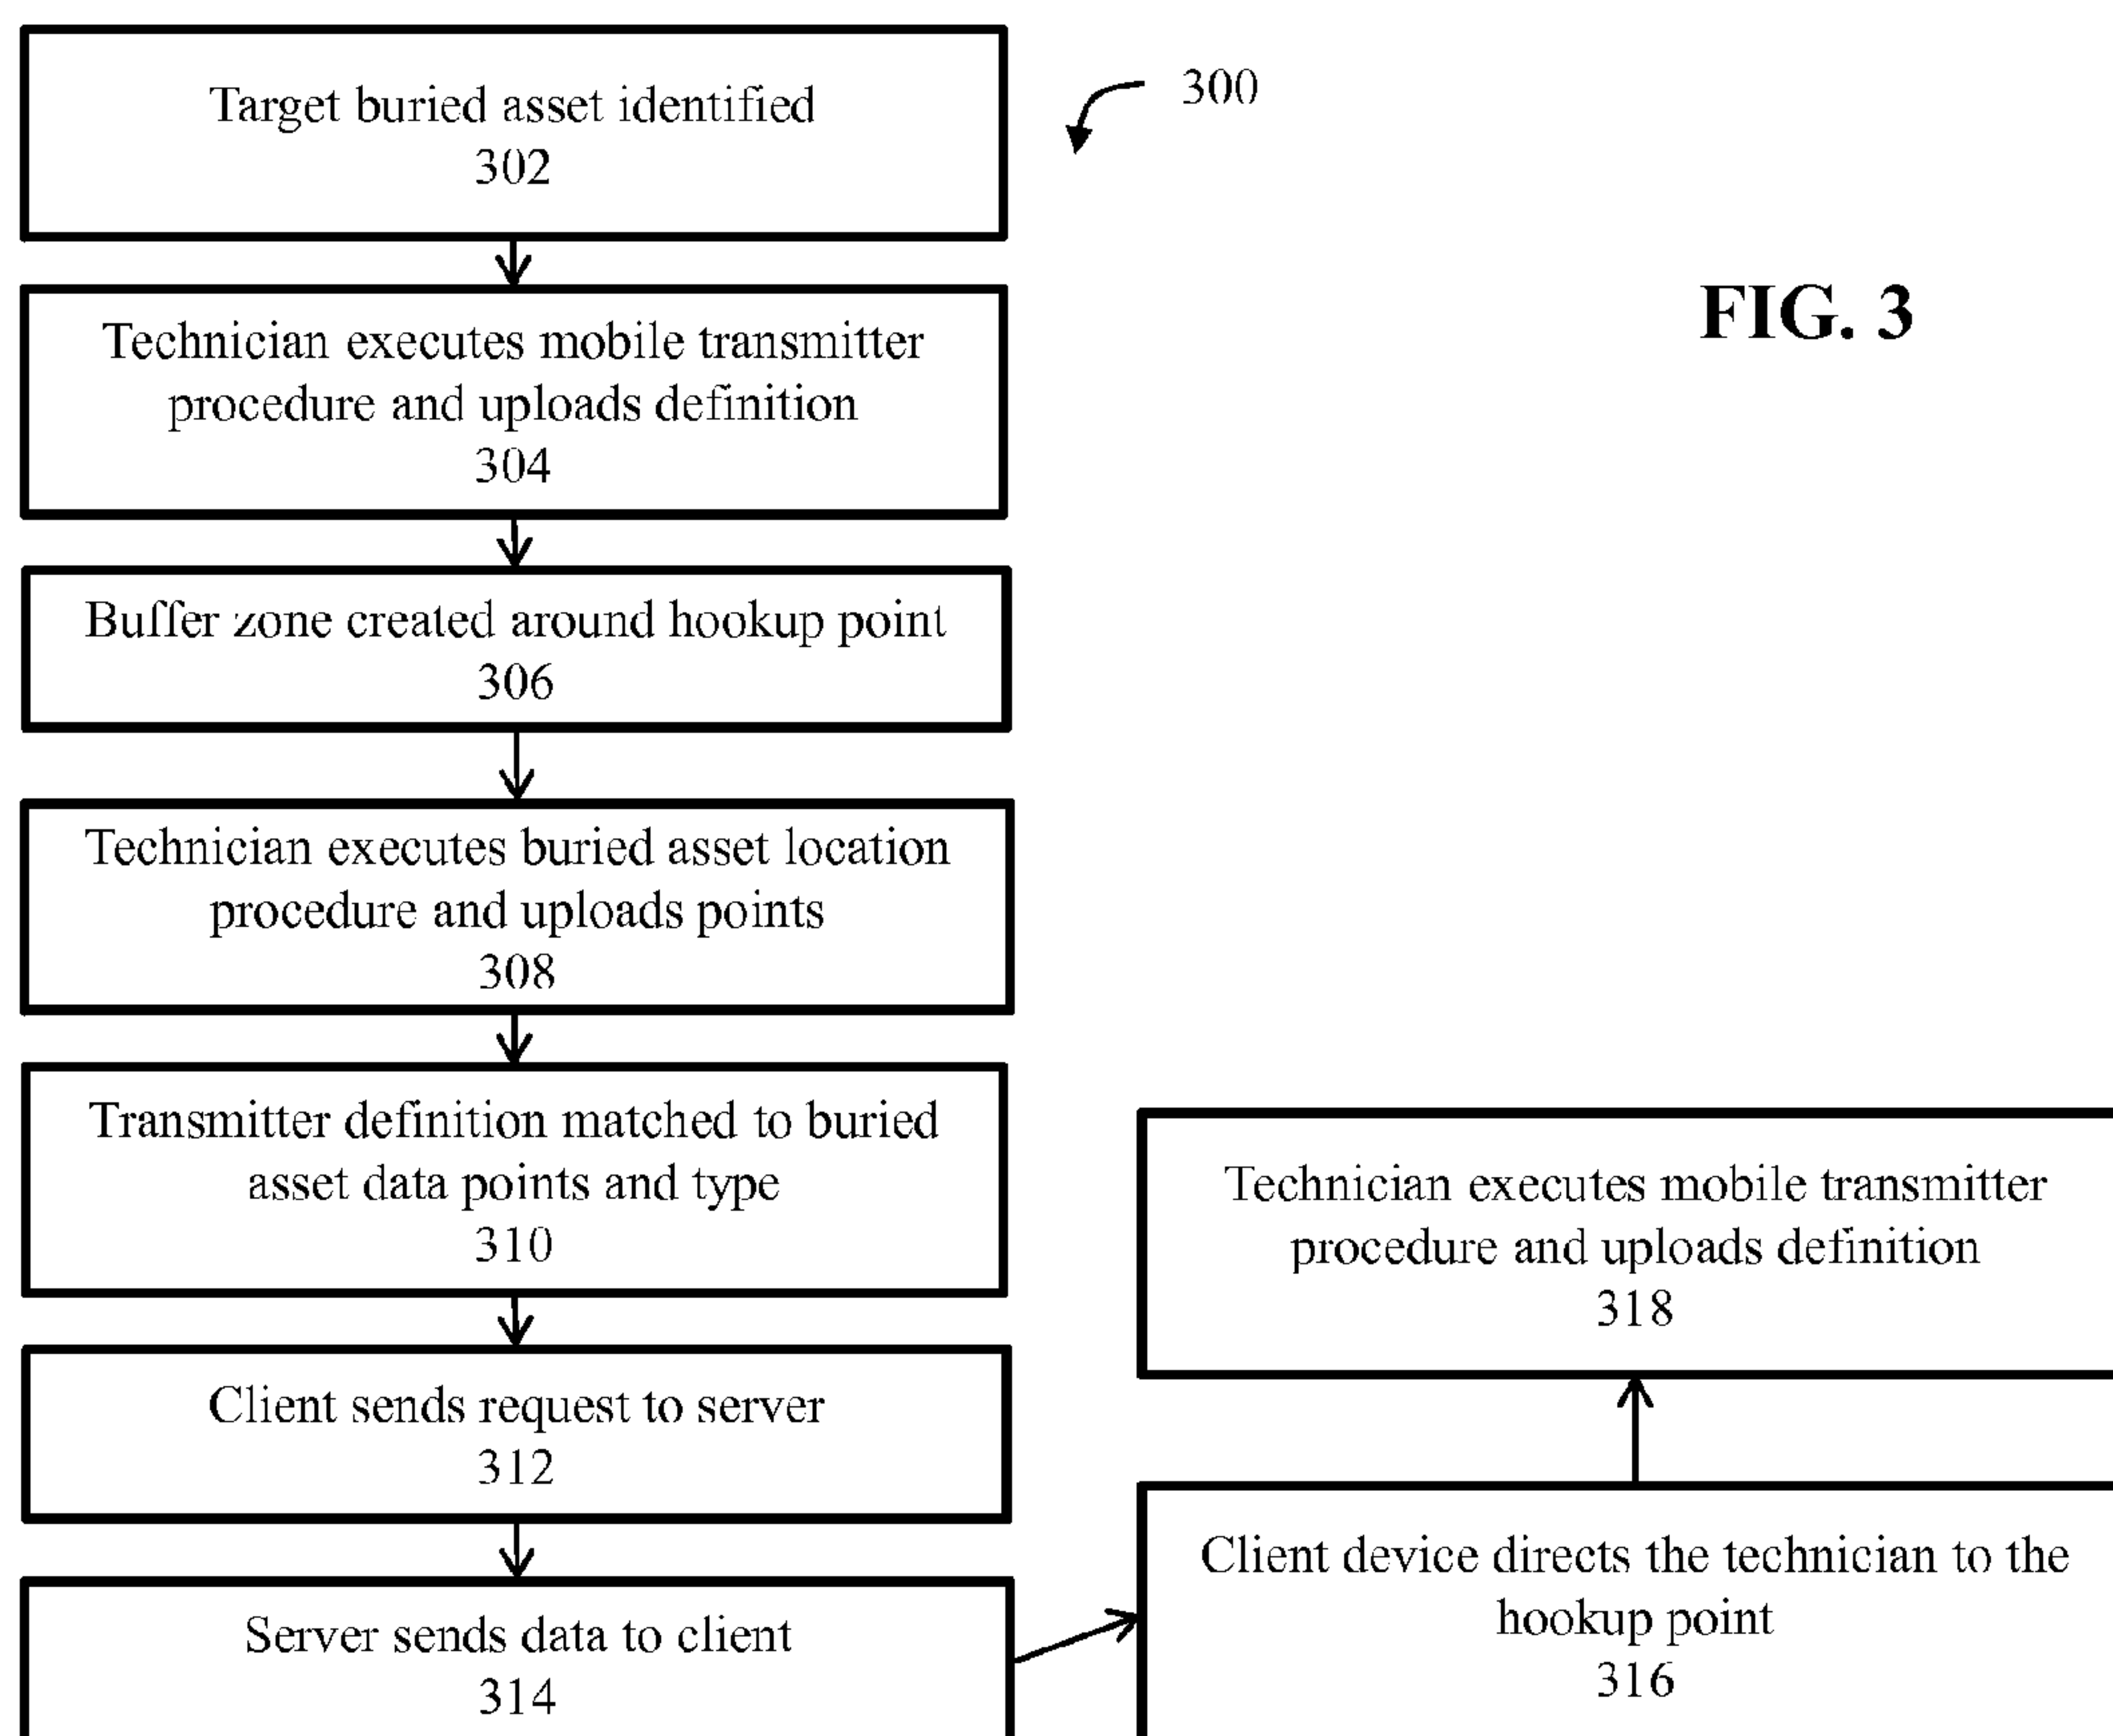 Target buried asset identified
302
300
FIG. 3
Technician executes mobile transmitter
procedure and uploads definition
304
Buffer zone created around hookup point
306
Technician executes buried asset location
procedure and uploads points
308
Transmitter definition matched to buried
asset data points and type
310
Client sends request to server
312
Server sends data to client
314
Client device directs the technician to the
hookup point
316
Technician executes mobile transmitter
procedure and uploads definition
318